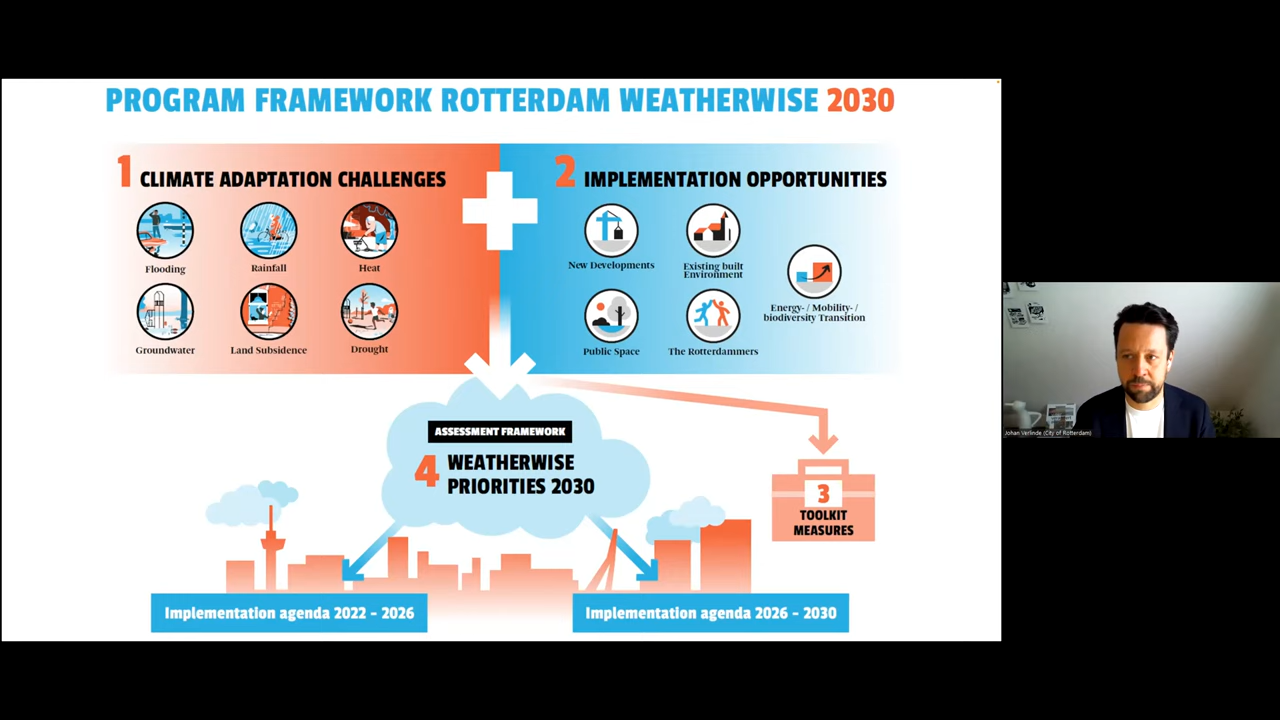 PROGRAM FRAMEWORK ROTTERDAM WEATHERWISE 2030
1 CLIMATE ADAPTATION CHALLENGES
Flooding
Rainfall
Heat
Groundwater
Land Subsidence
Drought
2 IMPLEMENTATION OPPORTUNITIES
New Developments
Existing built
Environment
Energy- / Mobility- /
biodiversity Transition
Public Space
The Rotterdammers
ASSESSMENT FRAMEWORK
4 WEATHERWISE
PRIORITIES 2030
3
TOOLKIT
MEASURES
Implementation agenda 2022 - 2026
Implementation agenda 2026 - 2030
Johan Verlinde (City of Rotterdam)